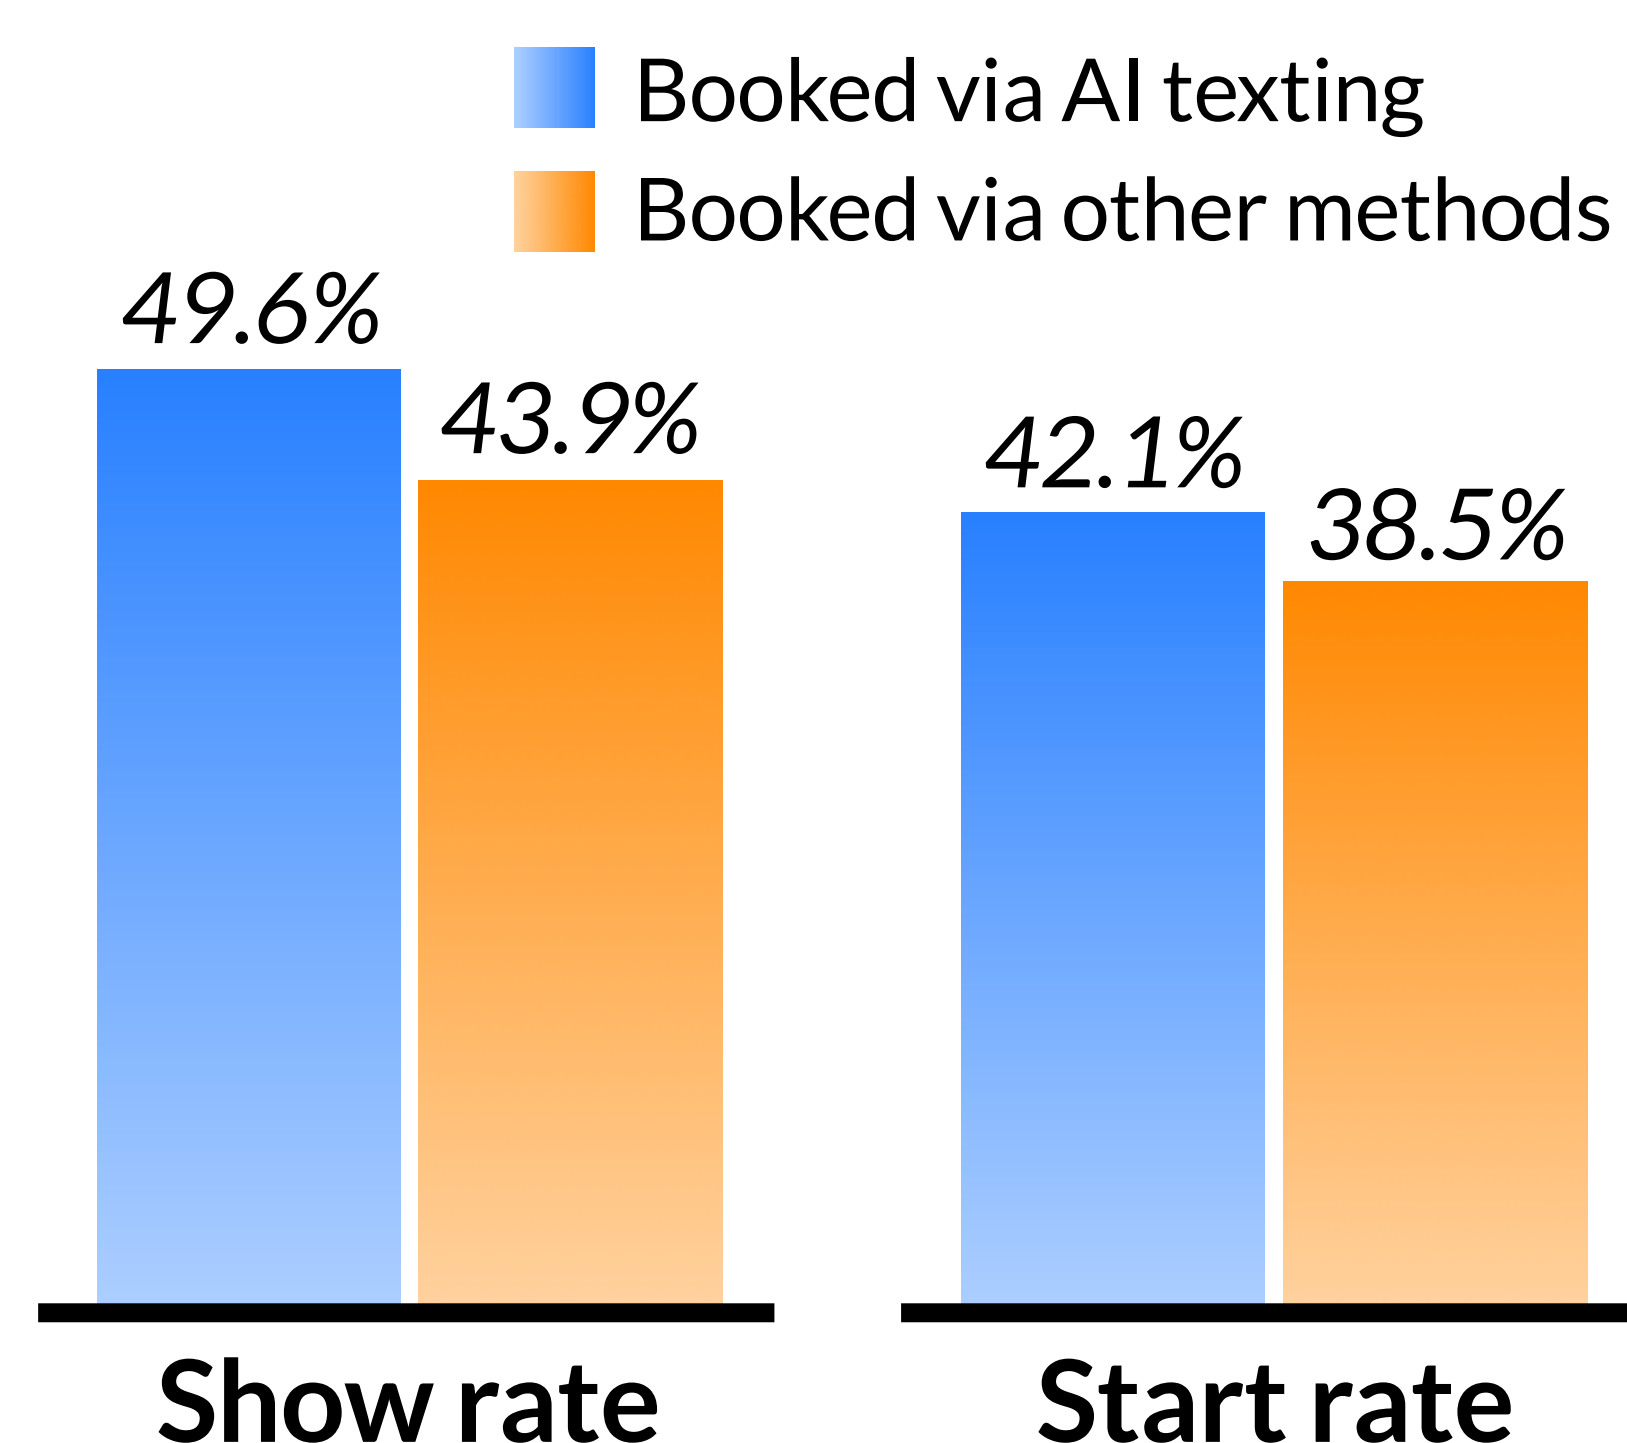 Booked via AI texting
Booked via other methods
49.6%
43.9%
42.1%
38.5%
Show rate
Start rate